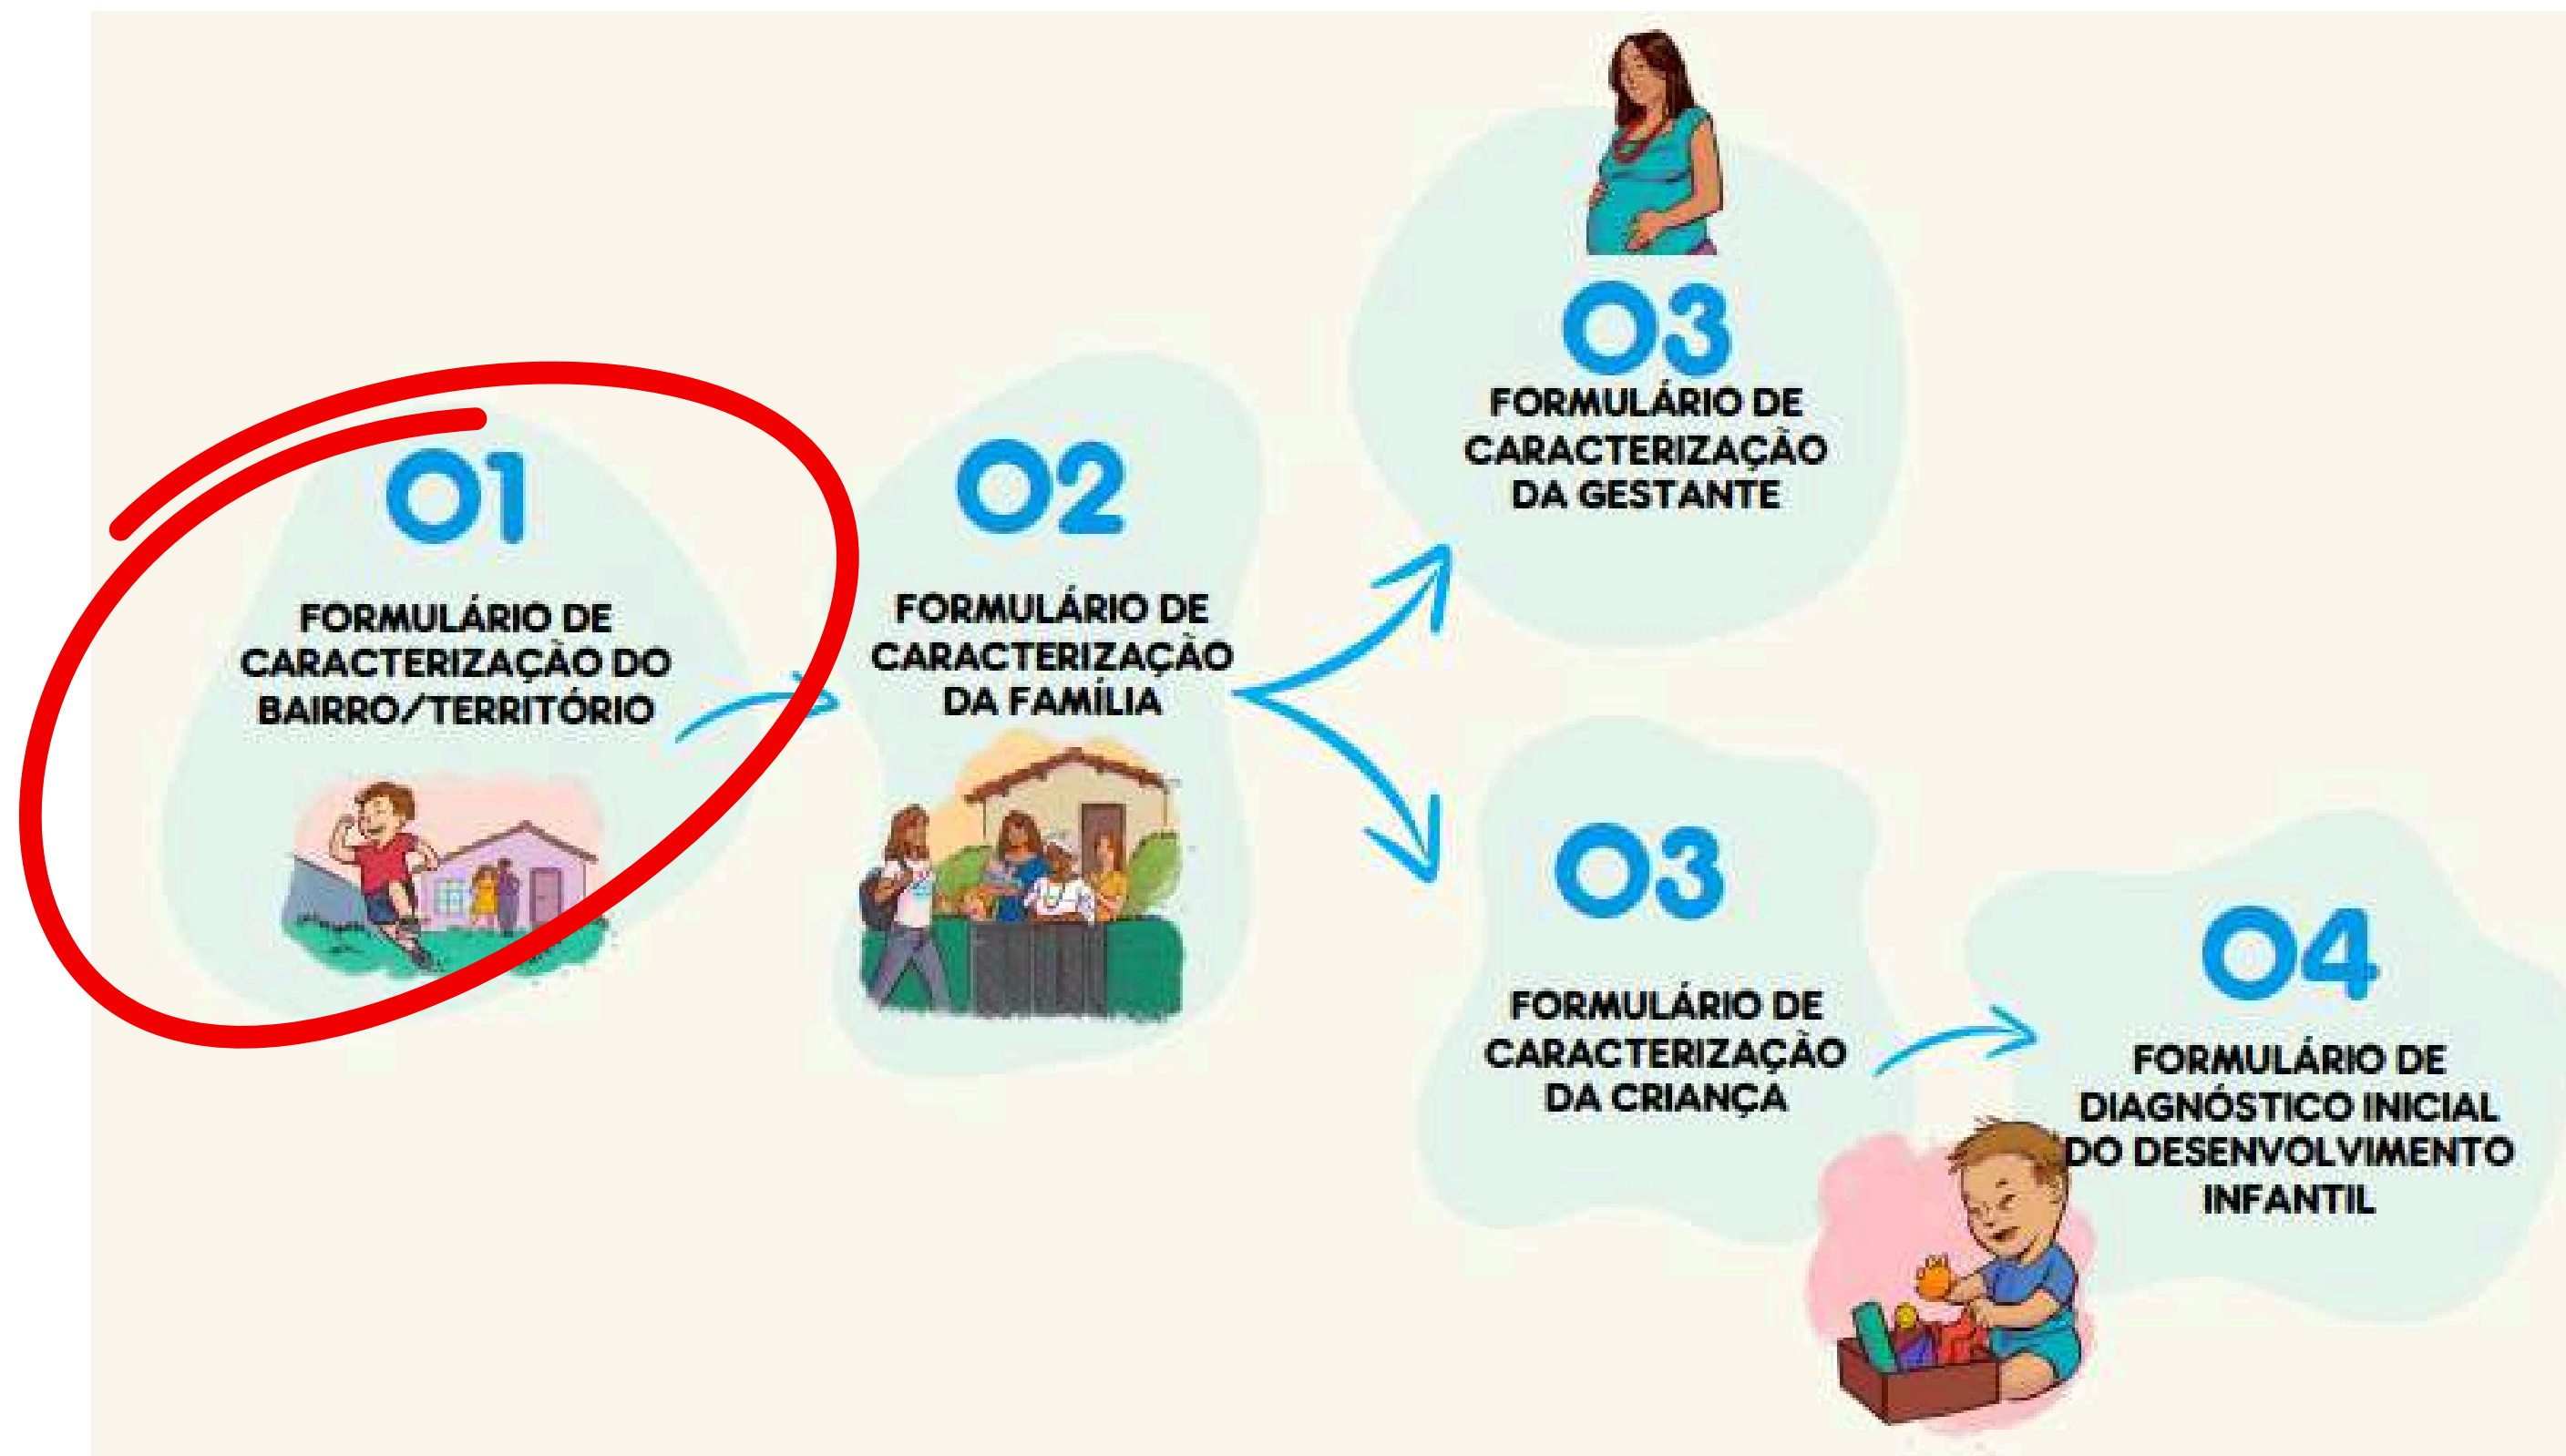 01
FORMULÁRIO DE
CARACTERIZAÇÃO DO
BAIRRO/TERRITÓRIO
02
FORMULÁRIO DE
CARACTERIZAÇÃO
DA FAMÍLIA
03
FORMULÁRIO DE
CARACTERIZAÇÃO
DA GESTANTE
03
FORMULÁRIO DE
CARACTERIZAÇÃO
DA CRIANÇA
04
FORMULÁRIO DE
DIAGNÓSTICO INICIAL
DO DESENVOLVIMENTO
INFANTIL